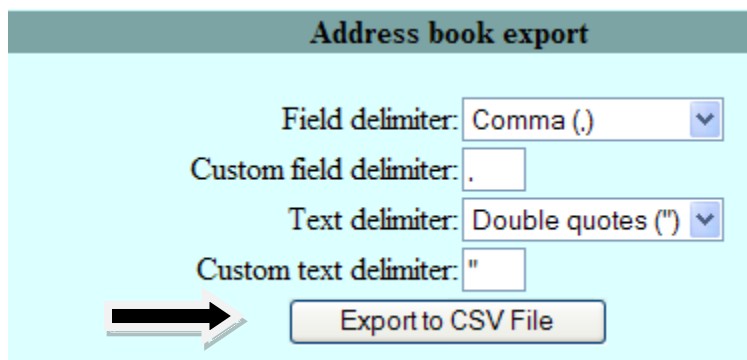 Address book export
Field delimiter: Comma (,)
Custom field delimiter: ,
Text delimiter: Double quotes (")
Custom text delimiter: "
Export to CSV File